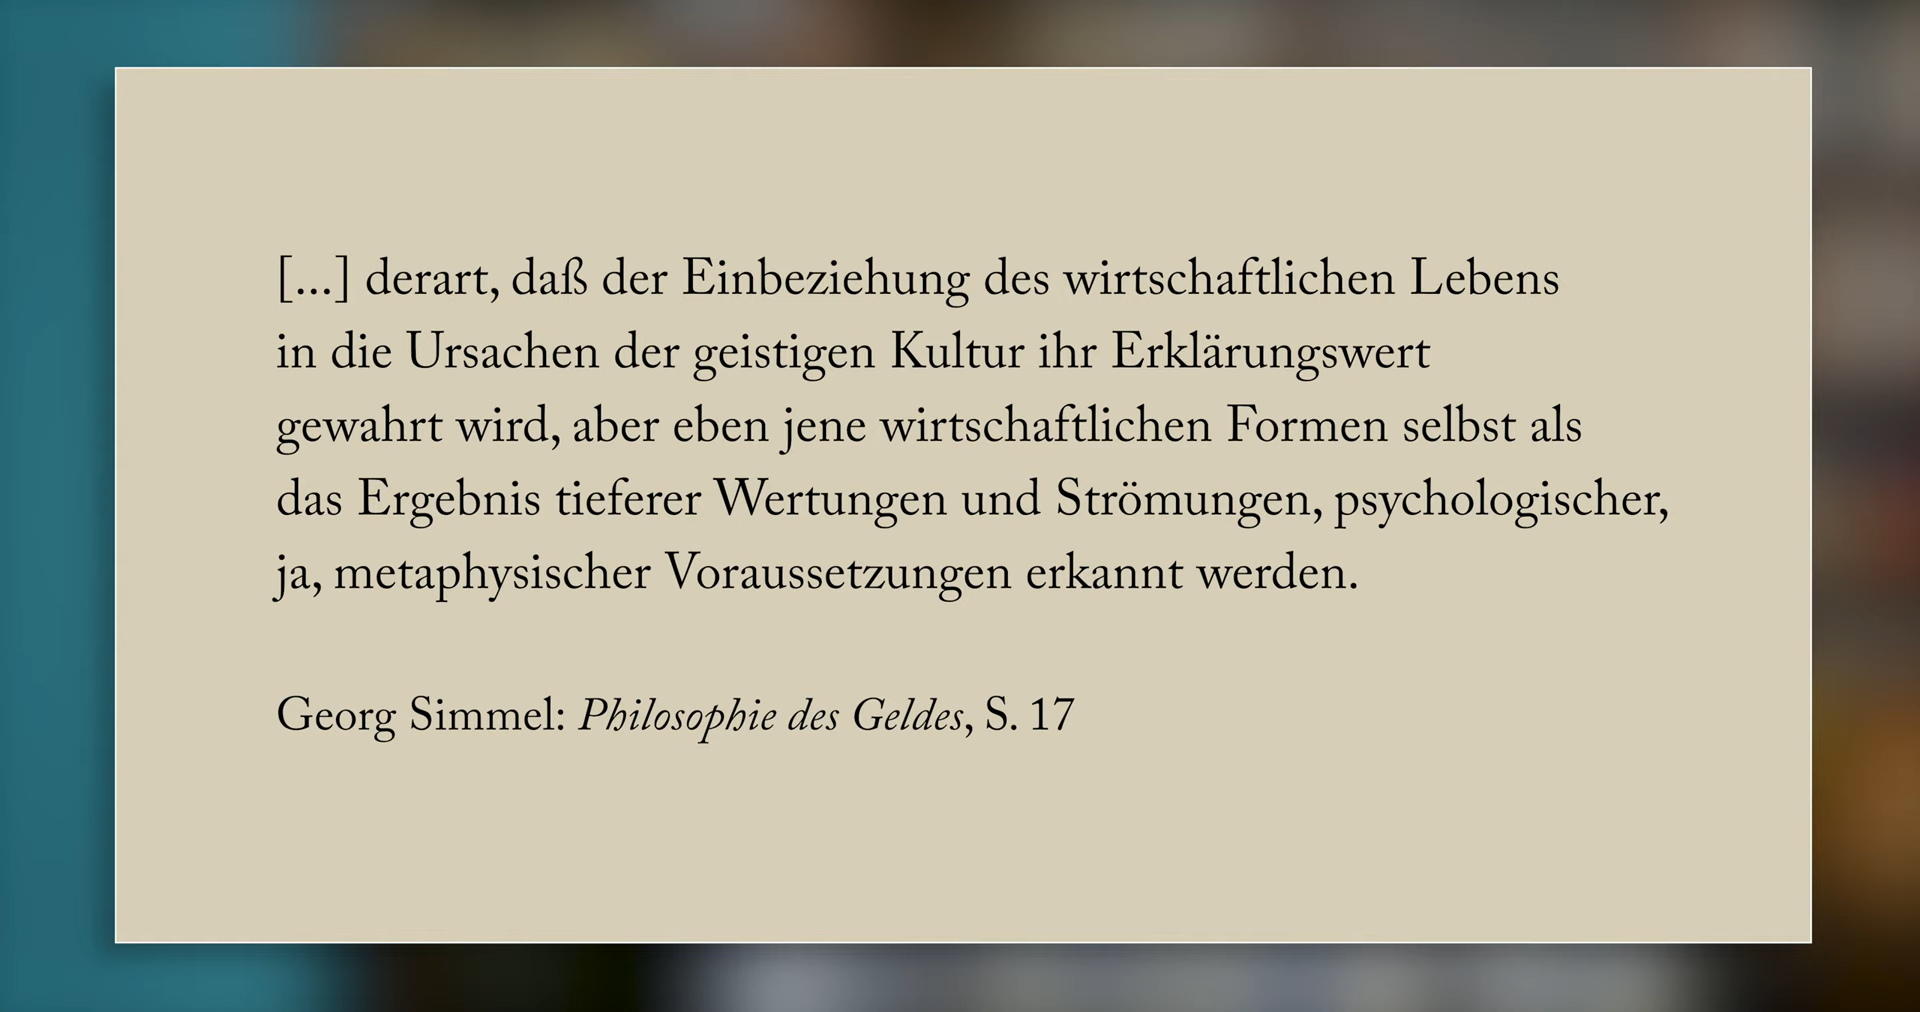 [...] derart, daß der Einbeziehung des wirtschaftlichen Lebens
in die Ursachen der geistigen Kultur ihr Erklärungswert
gewahrt wird, aber eben jene wirtschaftlichen Formen selbst als
das Ergebnis tieferer Wertungen und Strömungen, psychologischer,
ja, metaphysischer Voraussetzungen erkannt werden.
Georg Simmel: Philosophie des Geldes, S. 17